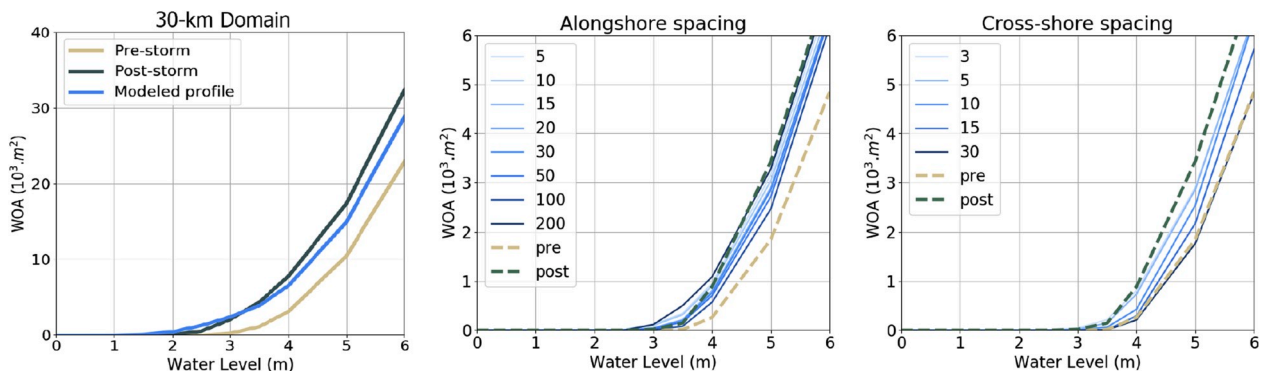 30-km Domain
WOA (10³.m²)
40
30
20
10
0
Pre-storm
Post-storm
Modeled profile
0 1 2 3 4 5 6
Water Level (m)
Alongshore spacing
WOA (10³.m²)
6
5
4
3
2
1
0
5
10
15
20
30
50
100
200
pre
post
0 1 2 3 4 5 6
Water Level (m)
Cross-shore spacing
WOA (10³.m²)
6
5
4
3
2
1
0
3
5
10
15
30
pre
post
0 1 2 3 4 5 6
Water Level (m)